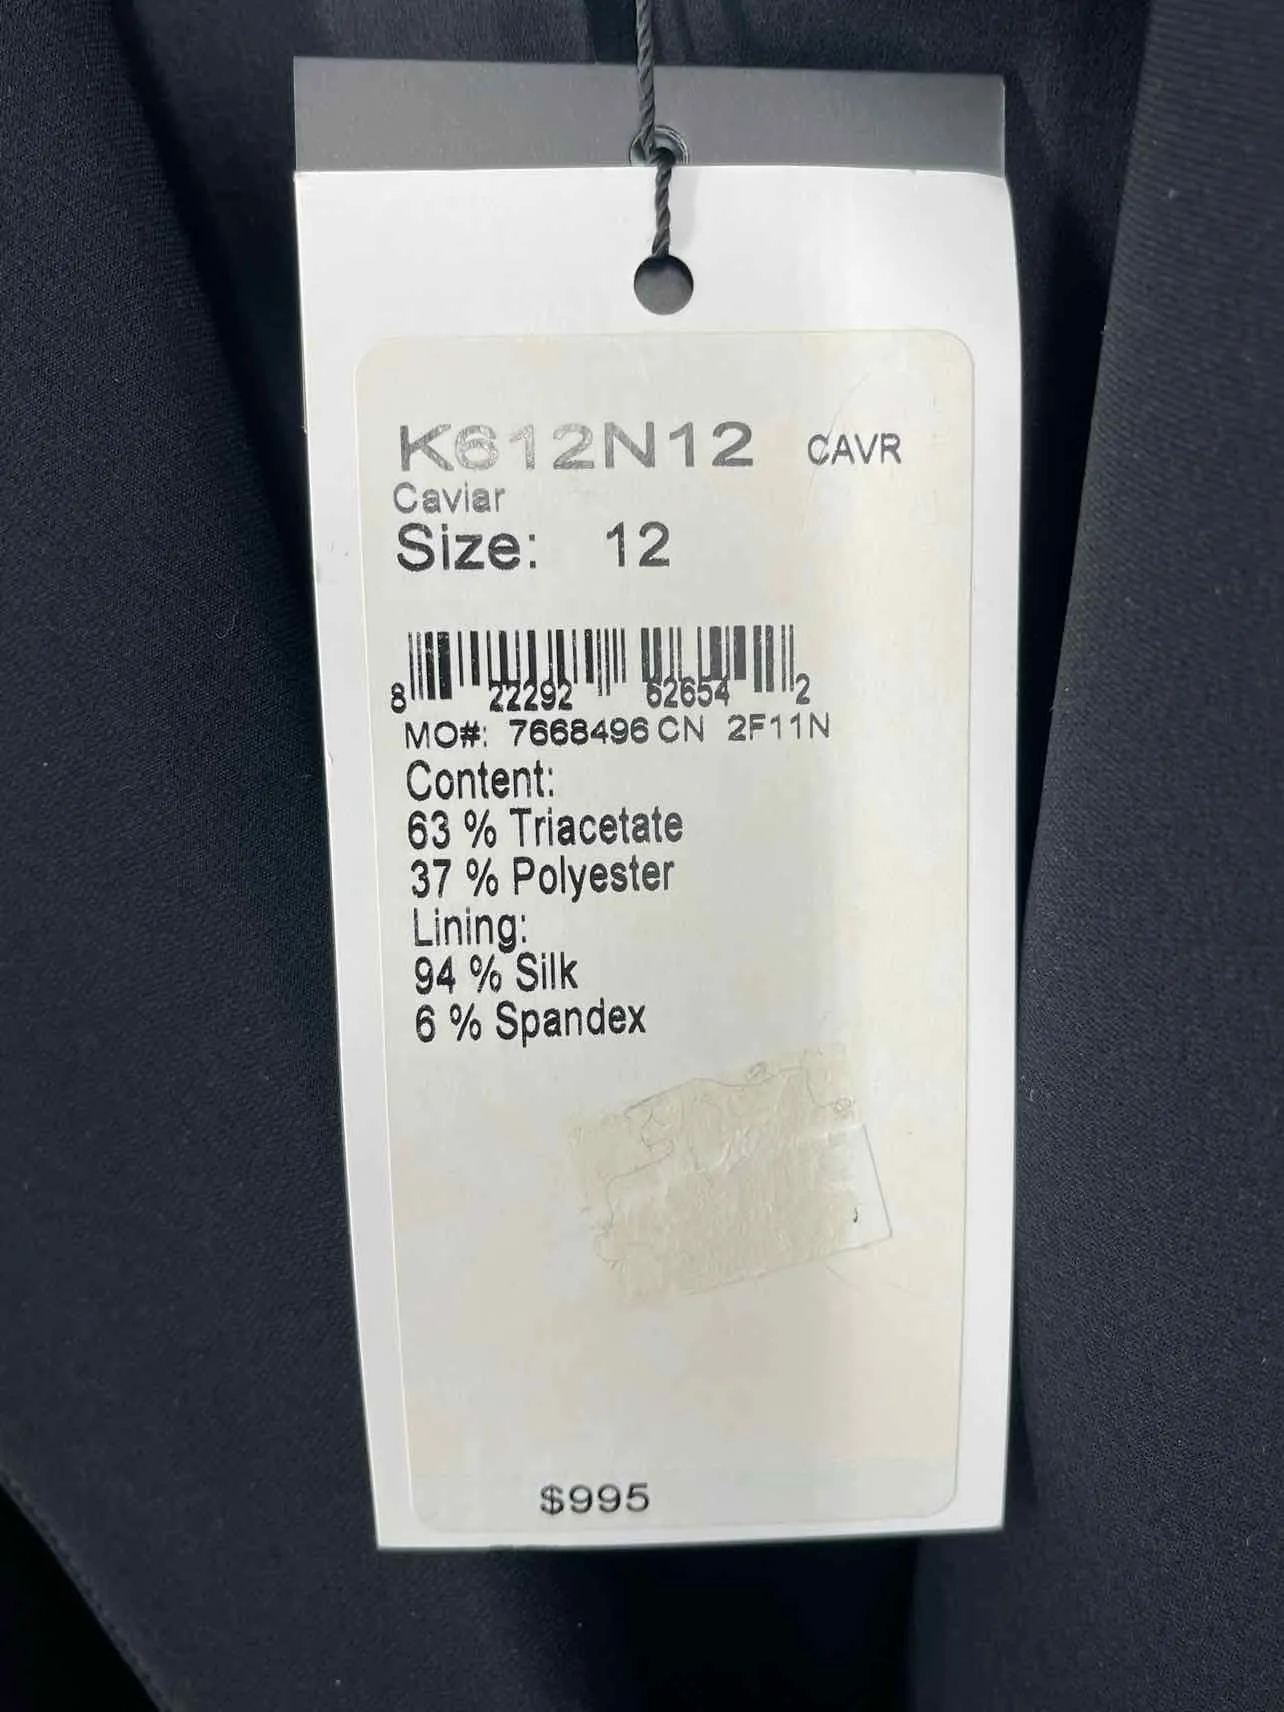 K612N12 CAVR
Caviar
Size: 12
8 22292 62654 2
MO#: 7668496 CN 2F11N
Content:
63 % Triacetate
37 % Polyester
Lining:
94 % Silk
6 % Spandex
$995